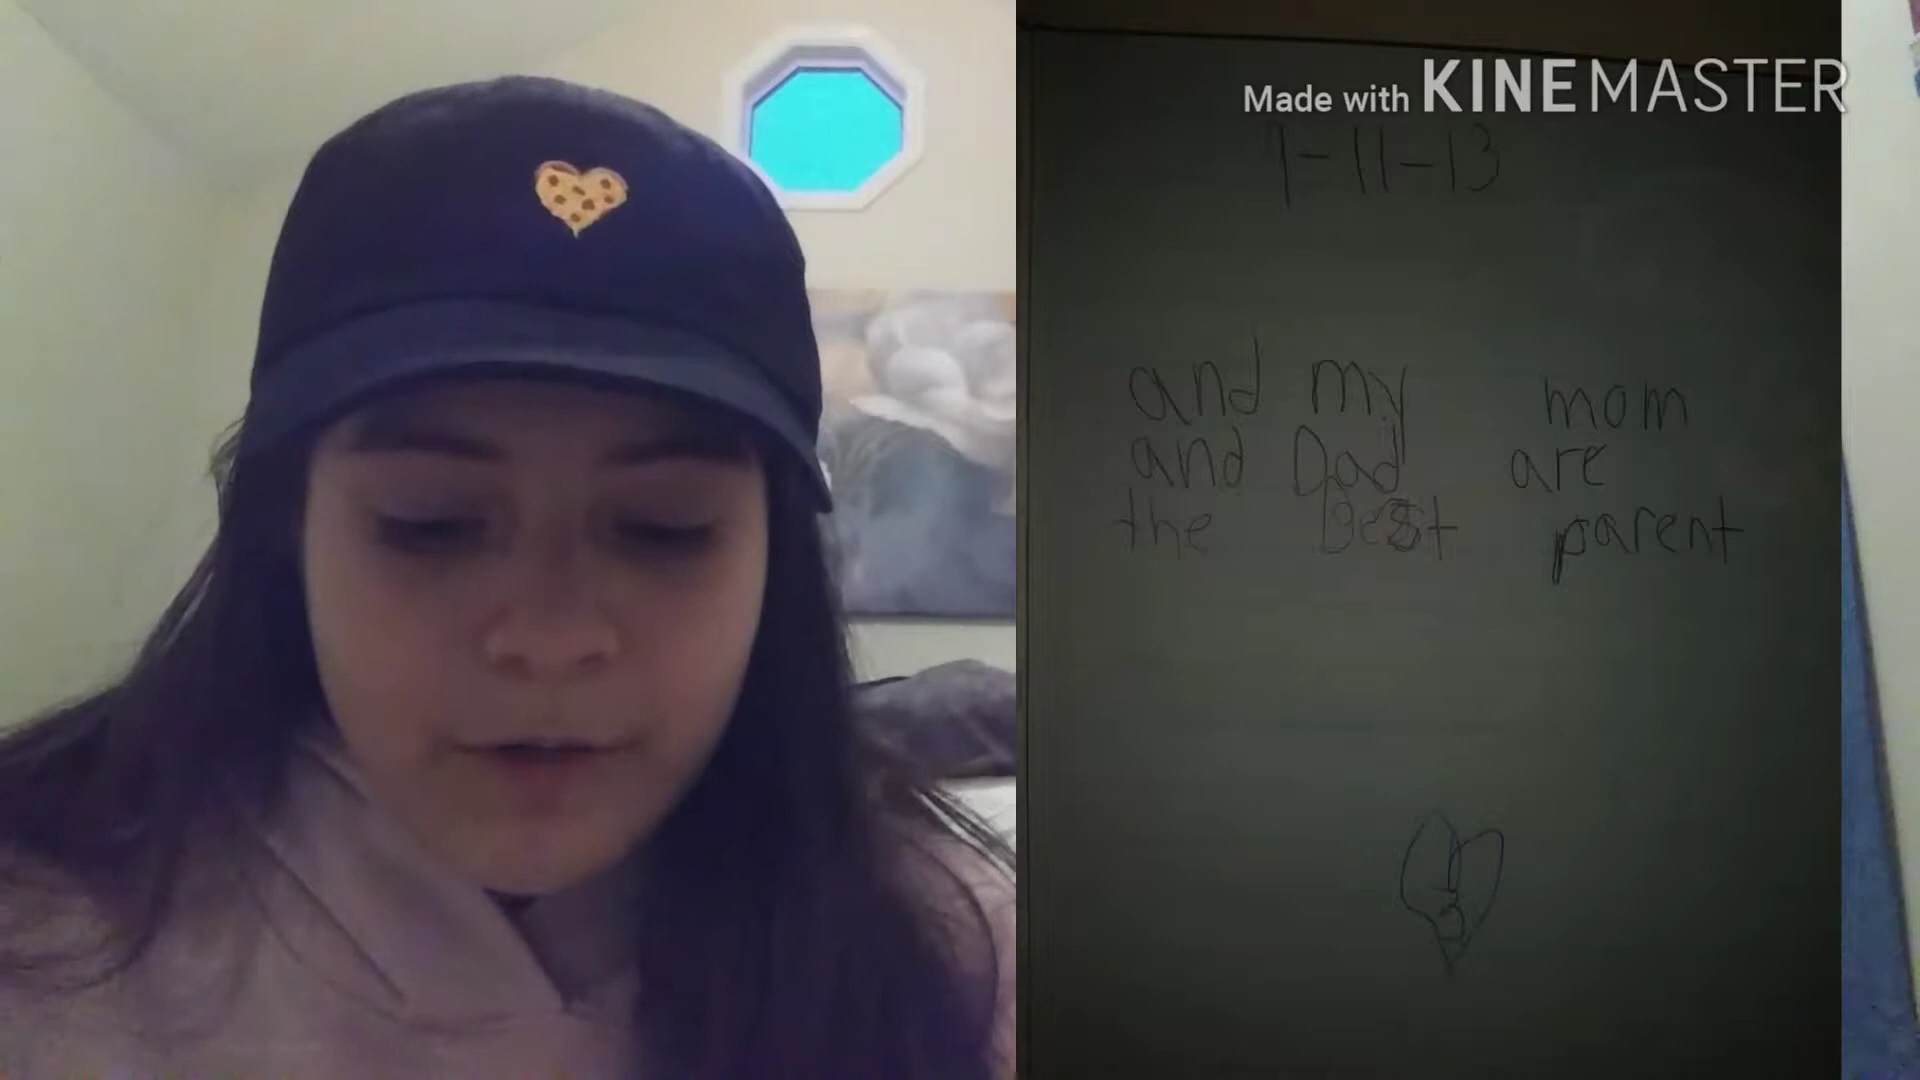 Made with KINEMASTER
9-11-13
and my mom
and Dad are
the best parent